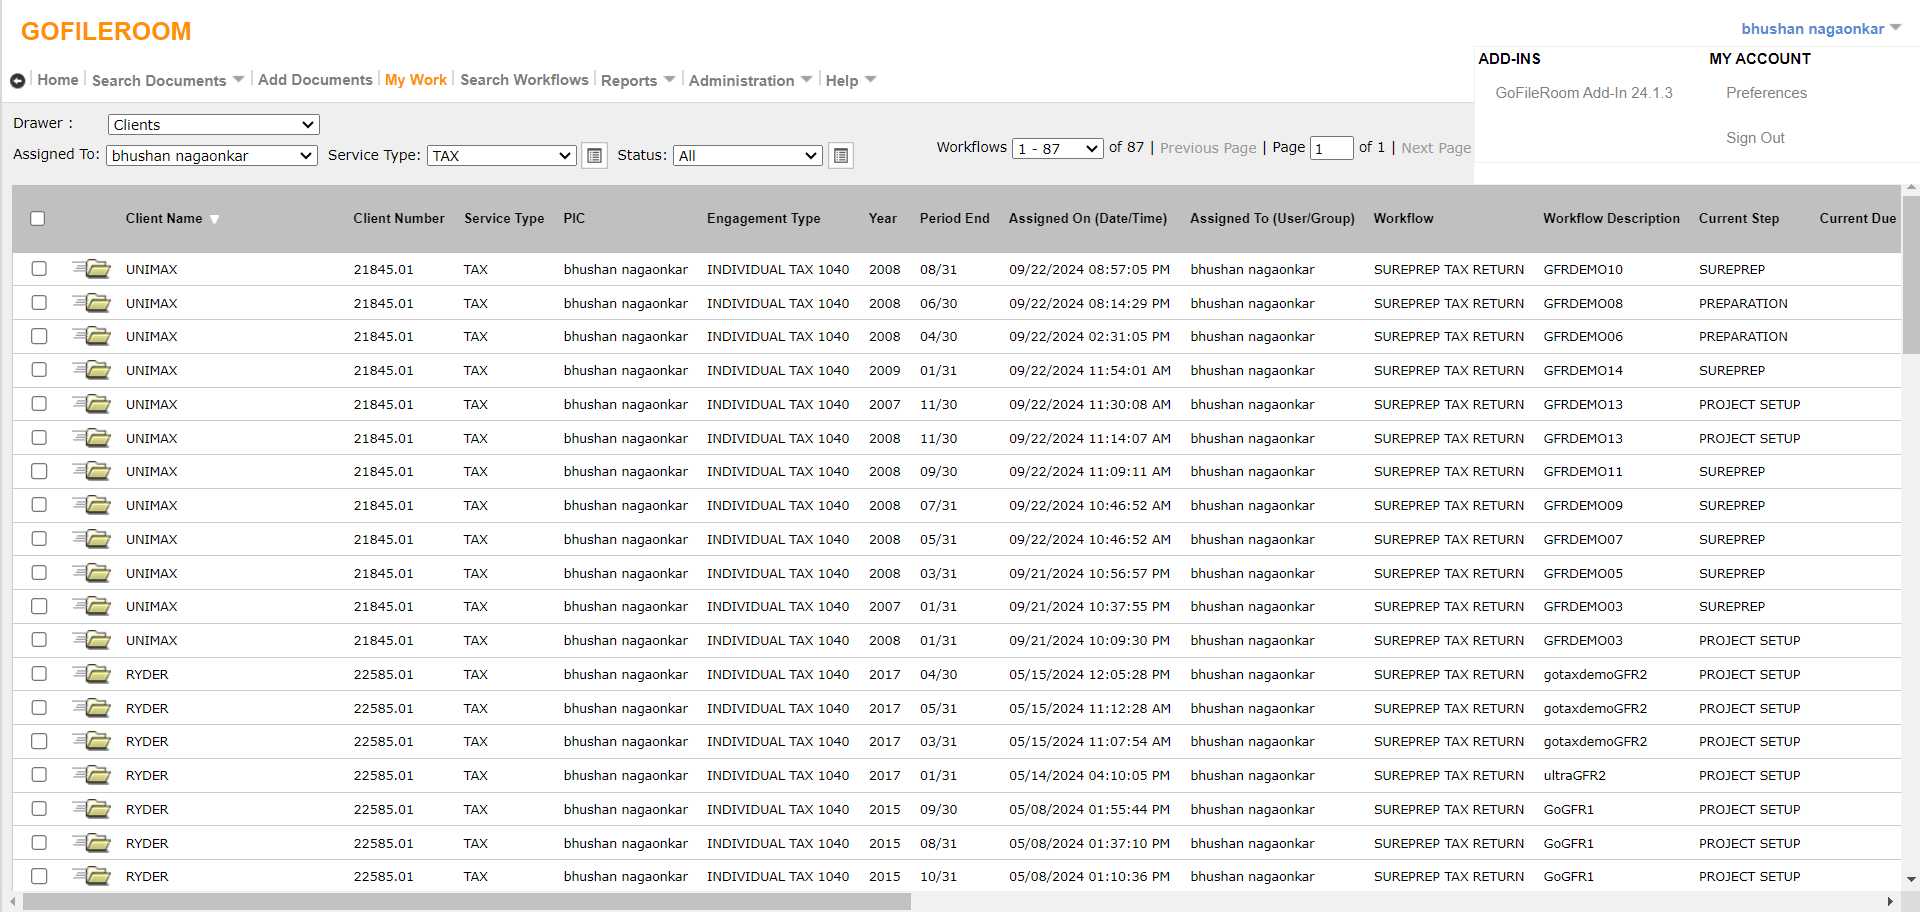 GOFILEROOM
bhushan nagaonkar
ADD-INS MY ACCOUNT
GoFileRoom Add-In 24.1.3 Preferences
Sign Out
Home Search Documents Add Documents My Work Search Workflows Reports Administration Help
Drawer : Clients
Assigned To: bhushan nagaonkar Service Type: TAX Status: All Workflows 1 - 87 of 87 | Previous Page | Page 1 of 1 | Next Page
Client Name Client Number Service Type PIC Engagement Type Year Period End Assigned On (Date/Time) Assigned To (User/Group) Workflow Workflow Description Current Step Current Due
UNIMAX 21845.01 TAX bhushan nagaonkar INDIVIDUAL TAX 1040 2008 08/31 09/22/2024 08:57:05 PM bhushan nagaonkar SUREPREP TAX RETURN GFRDEMO10 SUREPREP
UNIMAX 21845.01 TAX bhushan nagaonkar INDIVIDUAL TAX 1040 2008 06/30 09/22/2024 08:14:29 PM bhushan nagaonkar SUREPREP TAX RETURN GFRDEMO08 PREPARATION
UNIMAX 21845.01 TAX bhushan nagaonkar INDIVIDUAL TAX 1040 2008 04/30 09/22/2024 02:31:05 PM bhushan nagaonkar SUREPREP TAX RETURN GFRDEMO06 PREPARATION
UNIMAX 21845.01 TAX bhushan nagaonkar INDIVIDUAL TAX 1040 2009 01/31 09/22/2024 11:54:01 AM bhushan nagaonkar SUREPREP TAX RETURN GFRDEMO14 SUREPREP
UNIMAX 21845.01 TAX bhushan nagaonkar INDIVIDUAL TAX 1040 2007 11/30 09/22/2024 11:30:08 AM bhushan nagaonkar SUREPREP TAX RETURN GFRDEMO13 PROJECT SETUP
UNIMAX 21845.01 TAX bhushan nagaonkar INDIVIDUAL TAX 1040 2008 11/30 09/22/2024 11:14:07 AM bhushan nagaonkar SUREPREP TAX RETURN GFRDEMO13 PROJECT SETUP
UNIMAX 21845.01 TAX bhushan nagaonkar INDIVIDUAL TAX 1040 2008 09/30 09/22/2024 11:09:11 AM bhushan nagaonkar SUREPREP TAX RETURN GFRDEMO11 SUREPREP
UNIMAX 21845.01 TAX bhushan nagaonkar INDIVIDUAL TAX 1040 2008 07/31 09/22/2024 10:46:52 AM bhushan nagaonkar SUREPREP TAX RETURN GFRDEMO09 SUREPREP
UNIMAX 21845.01 TAX bhushan nagaonkar INDIVIDUAL TAX 1040 2008 05/31 09/22/2024 10:46:52 AM bhushan nagaonkar SUREPREP TAX RETURN GFRDEMO07 SUREPREP
UNIMAX 21845.01 TAX bhushan nagaonkar INDIVIDUAL TAX 1040 2008 03/31 09/21/2024 10:56:57 PM bhushan nagaonkar SUREPREP TAX RETURN GFRDEMO05 SUREPREP
UNIMAX 21845.01 TAX bhushan nagaonkar INDIVIDUAL TAX 1040 2007 01/31 09/21/2024 10:37:55 PM bhushan nagaonkar SUREPREP TAX RETURN GFRDEMO03 SUREPREP
UNIMAX 21845.01 TAX bhushan nagaonkar INDIVIDUAL TAX 1040 2008 01/31 09/21/2024 10:09:30 PM bhushan nagaonkar SUREPREP TAX RETURN GFRDEMO03 PROJECT SETUP
RYDER 22585.01 TAX bhushan nagaonkar INDIVIDUAL TAX 1040 2017 04/30 05/15/2024 12:05:28 PM bhushan nagaonkar SUREPREP TAX RETURN gotaxdemoGFR2 PROJECT SETUP
RYDER 22585.01 TAX bhushan nagaonkar INDIVIDUAL TAX 1040 2017 05/31 05/15/2024 11:12:28 AM bhushan nagaonkar SUREPREP TAX RETURN gotaxdemoGFR2 PROJECT SETUP
RYDER 22585.01 TAX bhushan nagaonkar INDIVIDUAL TAX 1040 2017 03/31 05/15/2024 11:07:54 AM bhushan nagaonkar SUREPREP TAX RETURN gotaxdemoGFR2 PROJECT SETUP
RYDER 22585.01 TAX bhushan nagaonkar INDIVIDUAL TAX 1040 2017 01/31 05/14/2024 04:10:05 PM bhushan nagaonkar SUREPREP TAX RETURN ultraGFR2 PROJECT SETUP
RYDER 22585.01 TAX bhushan nagaonkar INDIVIDUAL TAX 1040 2015 09/30 05/08/2024 01:55:44 PM bhushan nagaonkar SUREPREP TAX RETURN GoGFR1 PROJECT SETUP
RYDER 22585.01 TAX bhushan nagaonkar INDIVIDUAL TAX 1040 2015 08/31 05/08/2024 01:37:10 PM bhushan nagaonkar SUREPREP TAX RETURN GoGFR1 PROJECT SETUP
RYDER 22585.01 TAX bhushan nagaonkar INDIVIDUAL TAX 1040 2015 10/31 05/08/2024 01:10:36 PM bhushan nagaonkar SUREPREP TAX RETURN GoGFR1 PROJECT SETUP